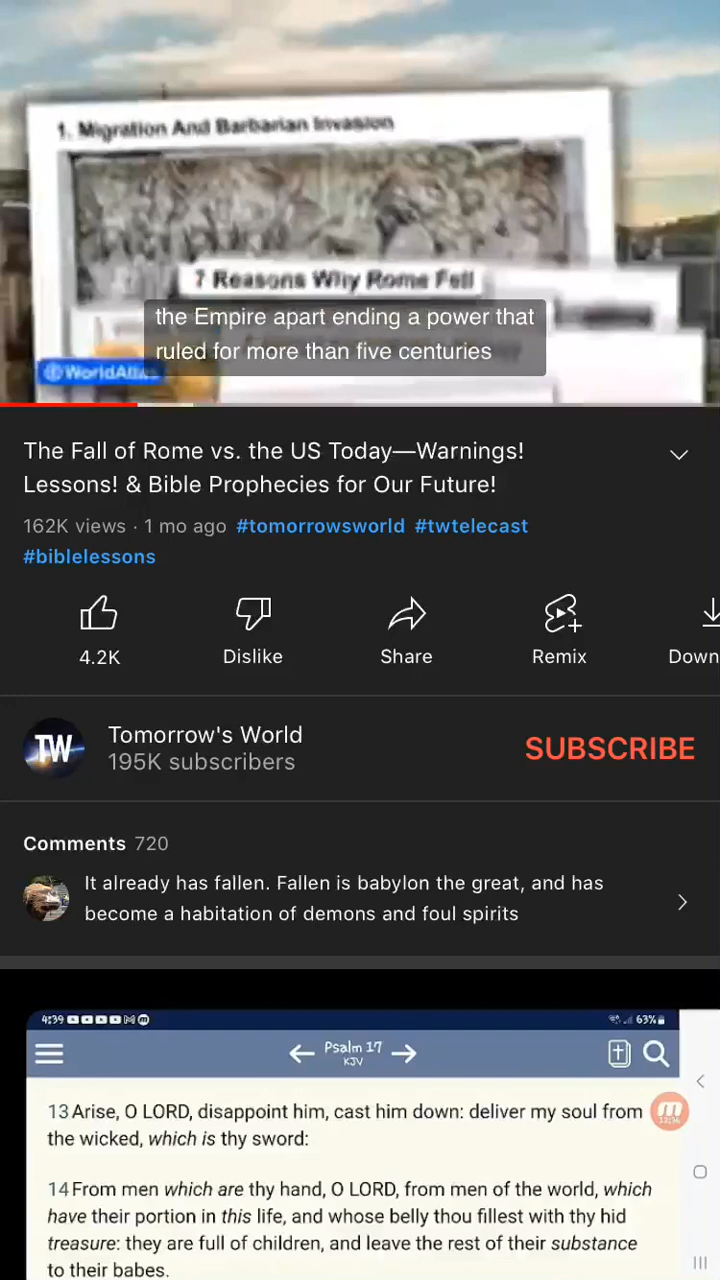 1. Migration And Barbarian Invasion
7 Reasons Why Rome Fell
the Empire apart ending a power that
ruled for more than five centuries
WorldAtlas
The Fall of Rome vs. the US Today—Warnings!
Lessons! & Bible Prophecies for Our Future!
162K views · 1 mo ago #tomorrowsworld #twtelecast
#biblelessons
4.2K Dislike Share Remix Down
TW
Tomorrow's World
195K subscribers
SUBSCRIBE
Comments 720
It already has fallen. Fallen is babylon the great, and has
become a habitation of demons and foul spirits
4:39 63%
Psalm 17
KJV
13 Arise, O LORD, disappoint him, cast him down: deliver my soul from
the wicked, which is thy sword:
14 From men which are thy hand, O LORD, from men of the world, which
have their portion in this life, and whose belly thou fillest with thy hid
treasure: they are full of children, and leave the rest of their substance
to their babes.